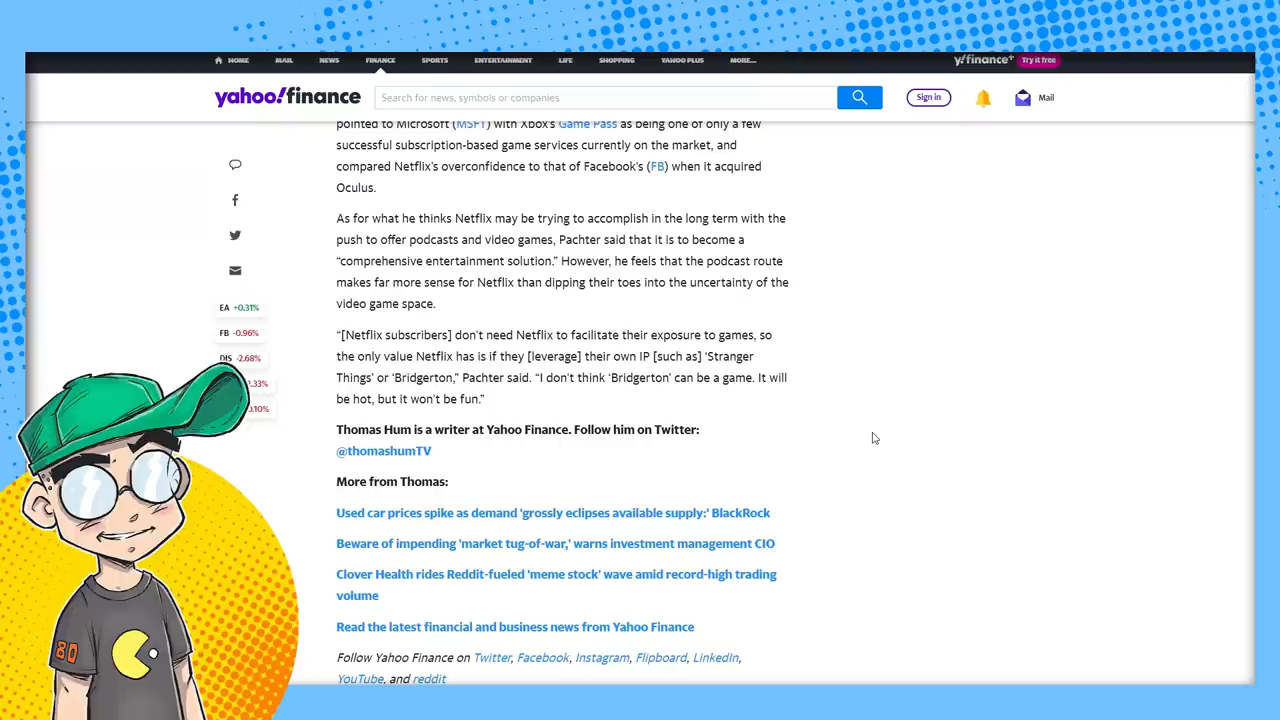 HOME MAIL NEWS FINANCE SPORTS ENTERTAINMENT LIFE SHOPPING YAHOO PLUS MORE... y!finance+ Try it free
yahoo!finance Search for news, symbols or companies Sign in Mail
pointed to Microsoft (MSFT) with Xbox's Game Pass as being one of only a few
successful subscription-based game services currently on the market, and
compared Netflix's overconfidence to that of Facebook's (FB) when it acquired
Oculus.
As for what he thinks Netflix may be trying to accomplish in the long term with the
push to offer podcasts and video games, Pachter said that it is to become a
“comprehensive entertainment solution.” However, he feels that the podcast route
makes far more sense for Netflix than dipping their toes into the uncertainty of the
video game space.
EA +0.31%
FB -0.96%
DIS -2.68%
.33%
.10%
“[Netflix subscribers] don't need Netflix to facilitate their exposure to games, so
the only value Netflix has is if they [leverage] their own IP [such as] ‘Stranger
Things’ or ‘Bridgerton,” Pachter said. “I don't think ‘Bridgerton’ can be a game. It will
be hot, but it won't be fun.”
Thomas Hum is a writer at Yahoo Finance. Follow him on Twitter:
@thomashumTV
More from Thomas:
Used car prices spike as demand 'grossly eclipses available supply:' BlackRock
Beware of impending 'market tug-of-war,' warns investment management CIO
Clover Health rides Reddit-fueled 'meme stock' wave amid record-high trading
volume
Read the latest financial and business news from Yahoo Finance
Follow Yahoo Finance on Twitter, Facebook, Instagram, Flipboard, LinkedIn,
YouTube, and reddit
80